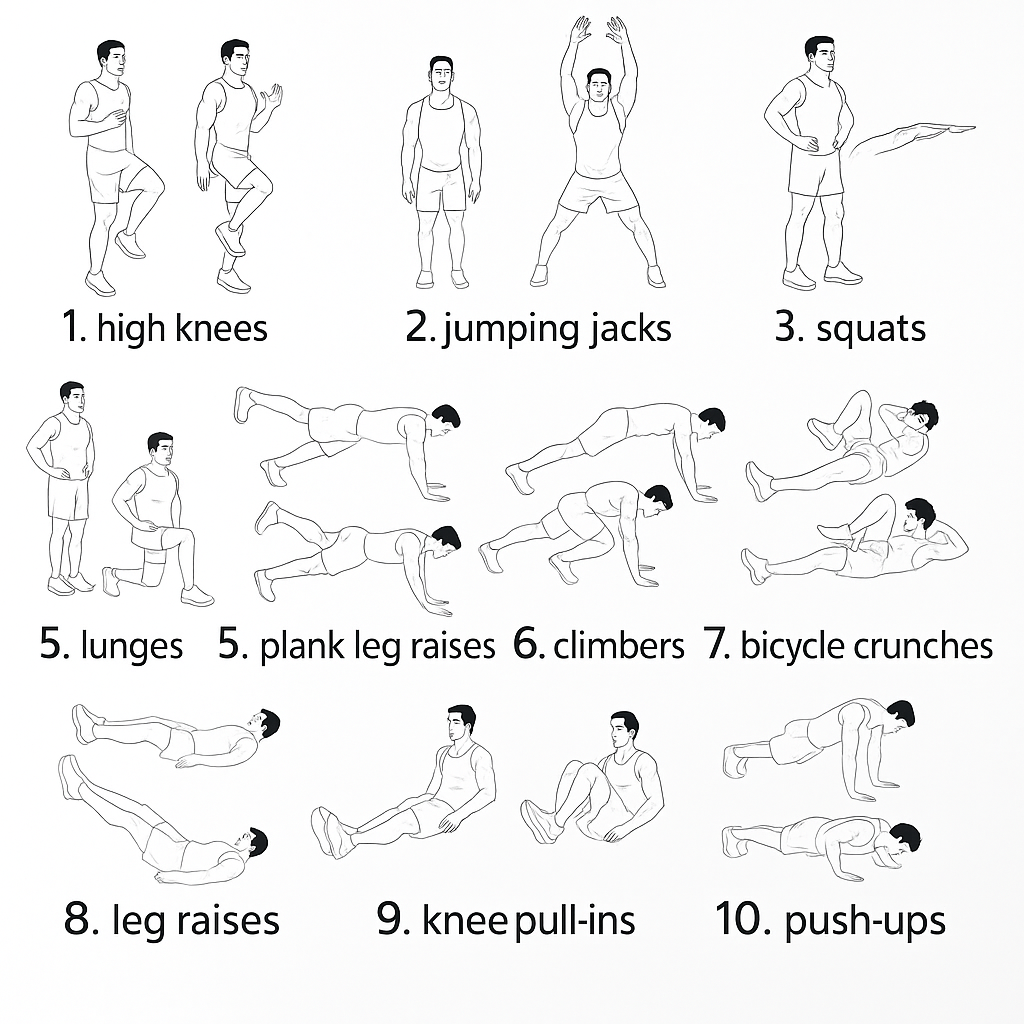 1. high knees
2. jumping jacks
3. squats
5. lunges
5. plank leg raises
6. climbers
7. bicycle crunches
8. leg raises
9. knee pull-ins
10. push-ups